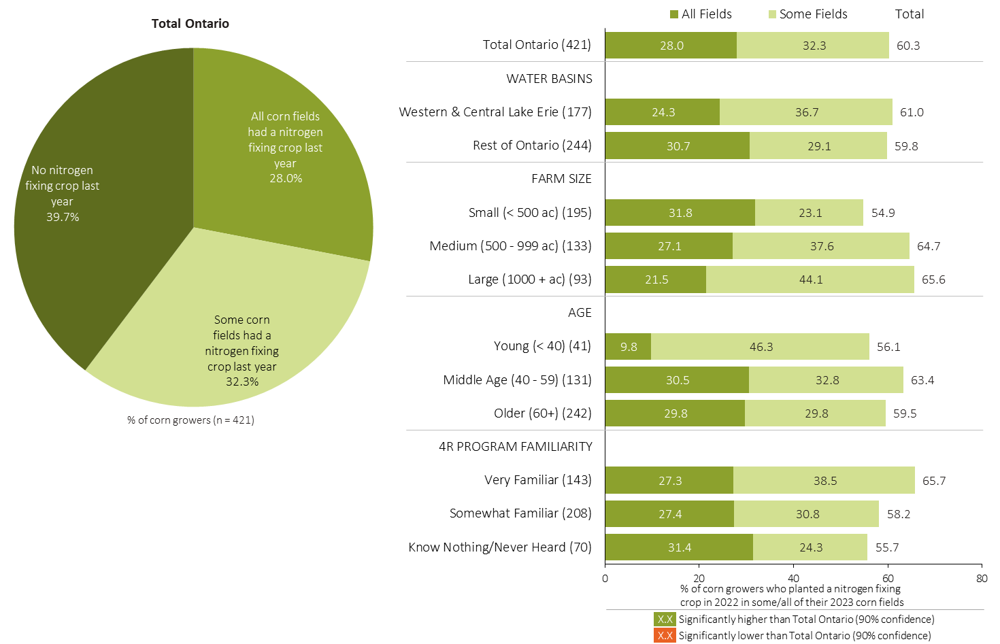 Total Ontario
All corn fields
had a nitrogen
fixing crop last
year
28.0%
No nitrogen
fixing crop last
year
39.7%
Some corn
fields had a
nitrogen fixing
crop last year
32.3%
% of corn growers (n = 421)
All Fields Some Fields Total
Total Ontario (421) 28.0 32.3 60.3
WATER BASINS
Western & Central Lake Erie (177) 24.3 36.7 61.0
Rest of Ontario (244) 30.7 29.1 59.8
FARM SIZE
Small (< 500 ac) (195) 31.8 23.1 54.9
Medium (500 - 999 ac) (133) 27.1 37.6 64.7
Large (1000 + ac) (93) 21.5 44.1 65.6
AGE
Young (< 40) (41) 9.8 46.3 56.1
Middle Age (40 - 59) (131) 30.5 32.8 63.4
Older (60+) (242) 29.8 29.8 59.5
4R PROGRAM FAMILIARITY
Very Familiar (143) 27.3 38.5 65.7
Somewhat Familiar (208) 27.4 30.8 58.2
Know Nothing/Never Heard (70) 31.4 24.3 55.7
0 20 40 60 80
% of corn growers who planted a nitrogen fixing
crop in 2022 in some/all of their 2023 corn fields
X.X Significantly higher than Total Ontario (90% confidence)
X.X Significantly lower than Total Ontario (90% confidence)